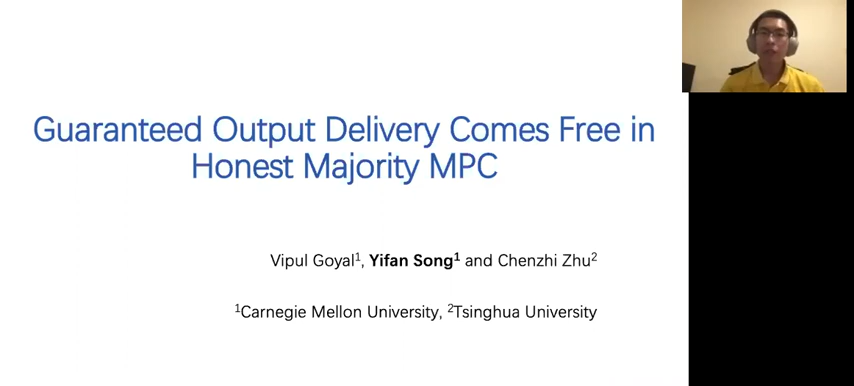 Guaranteed Output Delivery Comes Free in
Honest Majority MPC
Vipul Goyal¹, Yifan Song¹ and Chenzhi Zhu²
¹Carnegie Mellon University, ²Tsinghua University